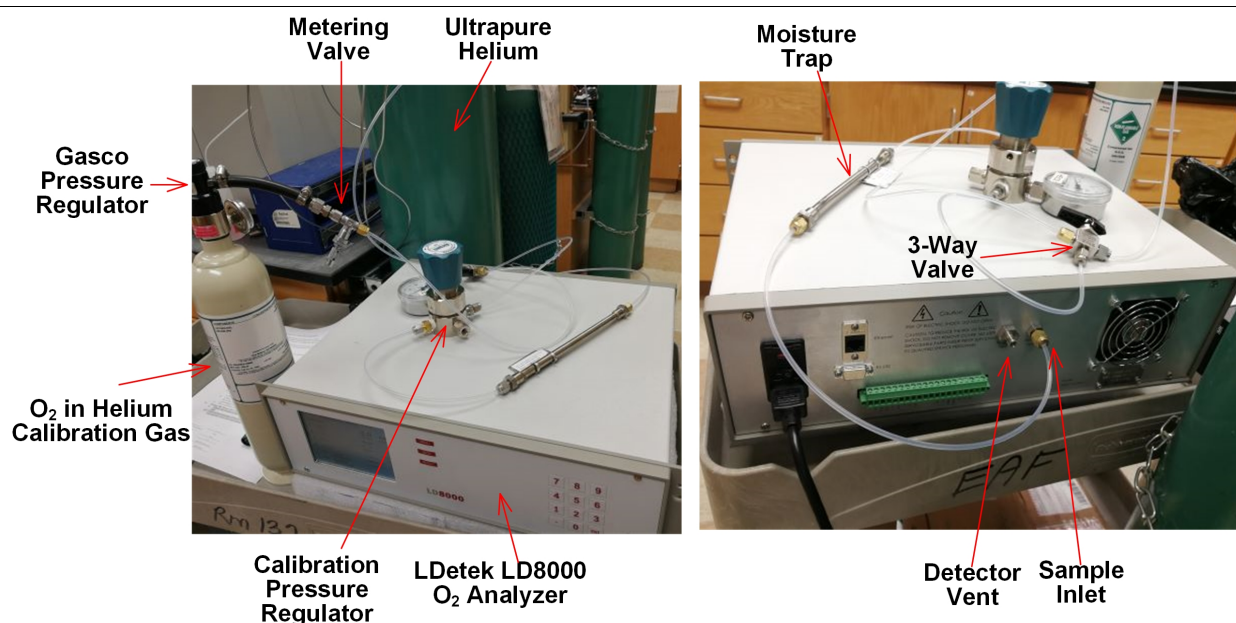 Metering
Valve
Ultrapure
Helium
Moisture
Trap
Gasco
Pressure
Regulator
3-Way
Valve
O₂ in Helium
Calibration Gas
Caution
Ethernet
LD8000
7 8 9
4 5 6
1 2 3
0
Rm 132
EAF
Calibration
Pressure
Regulator
LDetek LD8000
O₂ Analyzer
Detector
Vent
Sample
Inlet